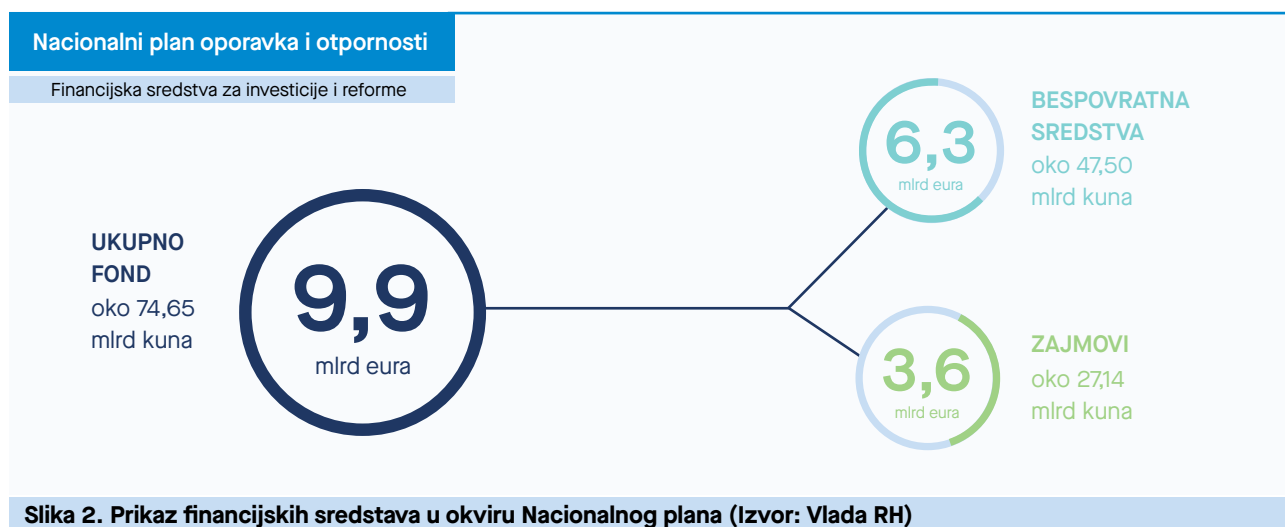 Nacionalni plan oporavka i otpornosti
Financijska sredstva za investicije i reforme
UKUPNO
FOND
oko 74,65
mlrd kuna
9,9
mlrd eura
6,3
mlrd eura
BESPOVRATNA
SREDSTVA
oko 47,50
mlrd kuna
3,6
mlrd eura
ZAJMOVI
oko 27,14
mlrd kuna
Slika 2. Prikaz financijskih sredstava u okviru Nacionalnog plana (Izvor: Vlada RH)